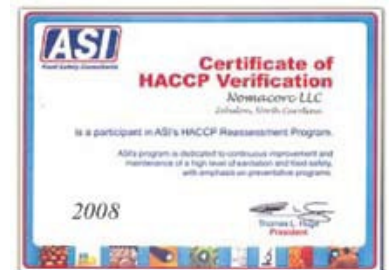 ASI
Food Safety Consultants
Certificate of
HACCP Verification
Nomacorc LLC
Zebulon, North Carolina
is a participant in ASI's HACCP Reassessment Program.
ASI's program is dedicated to continuous improvement and
maintenance of a high level of sanitation and food safety,
with emphasis on preventative programs.
2008
Thomas L. Huge
President